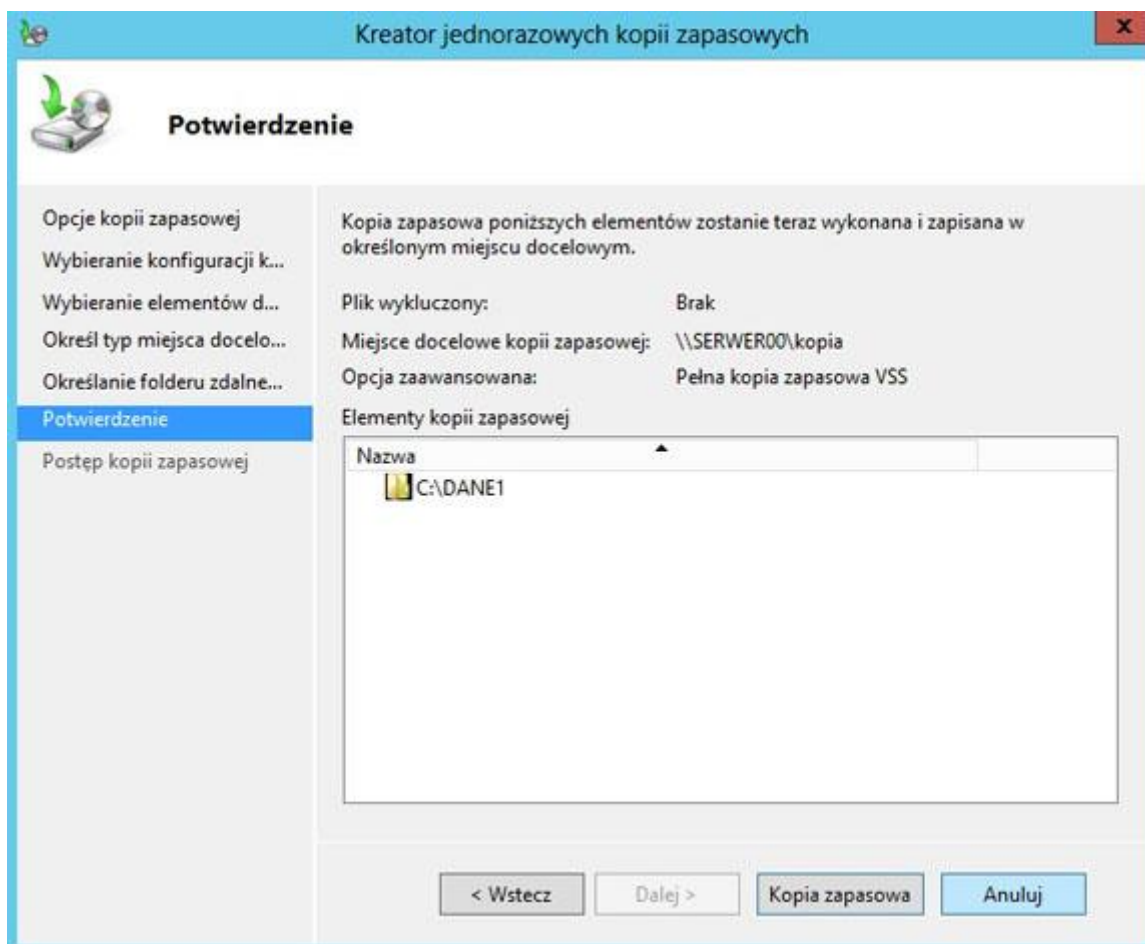 Kreator jednorazowych kopii zapasowych
x
Potwierdzenie
Opcje kopii zapasowej
Wybieranie konfiguracji k...
Wybieranie elementów d...
Określ typ miejsca docelo...
Określanie folderu zdalne...
Potwierdzenie
Postęp kopii zapasowej
Kopia zapasowa poniższych elementów zostanie teraz wykonana i zapisana w
określonym miejscu docelowym.
Plik wykluczony: Brak
Miejsce docelowe kopii zapasowej: \\SERWER00\kopia
Opcja zaawansowana: Pełna kopia zapasowa VSS
Elementy kopii zapasowej
Nazwa
C:\DANE1
< Wstecz Dalej > Kopia zapasowa Anuluj